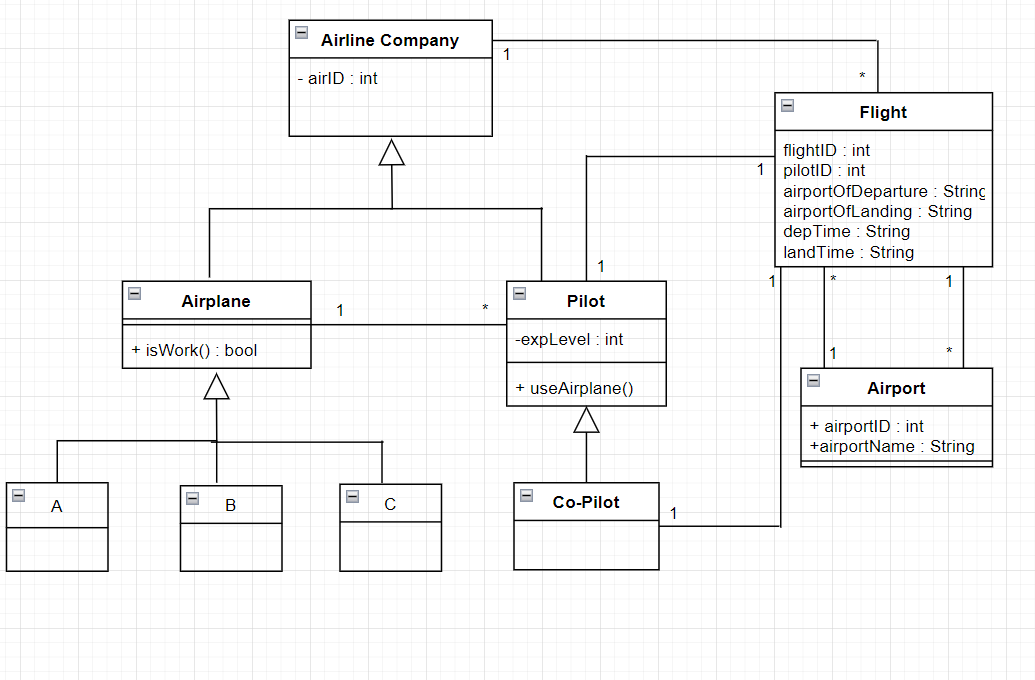 Airline Company
- airID : int
1
*
Flight
flightID : int
pilotID : int
airportOfDeparture : String
airportOfLanding : String
depTime : String
landTime : String
1
1
Airplane
+ isWork() : bool
1
*
Pilot
-expLevel : int
+ useAirplane()
1
*
1
1
*
Airport
+ airportID : int
+airportName : String
A
B
C
Co-Pilot
1